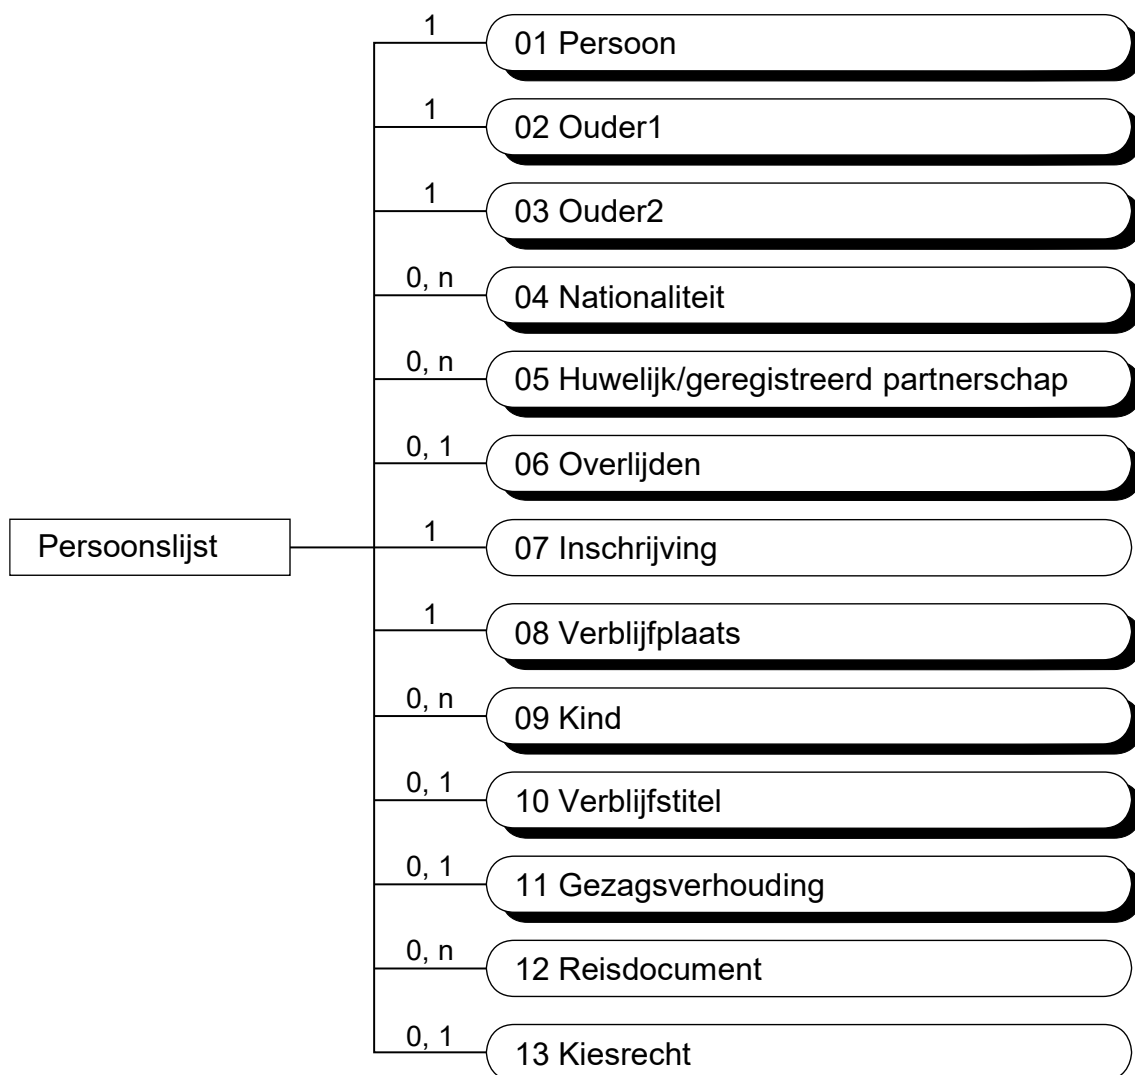 1
01 Persoon
1
02 Ouder1
1
03 Ouder2
0, n
04 Nationaliteit
0, n
05 Huwelijk/geregistreerd partnerschap
0, 1
06 Overlijden
Persoonslijst
1
07 Inschrijving
1
08 Verblijfplaats
0, n
09 Kind
0, 1
10 Verblijfstitel
0, 1
11 Gezagsverhouding
0, n
12 Reisdocument
0, 1
13 Kiesrecht